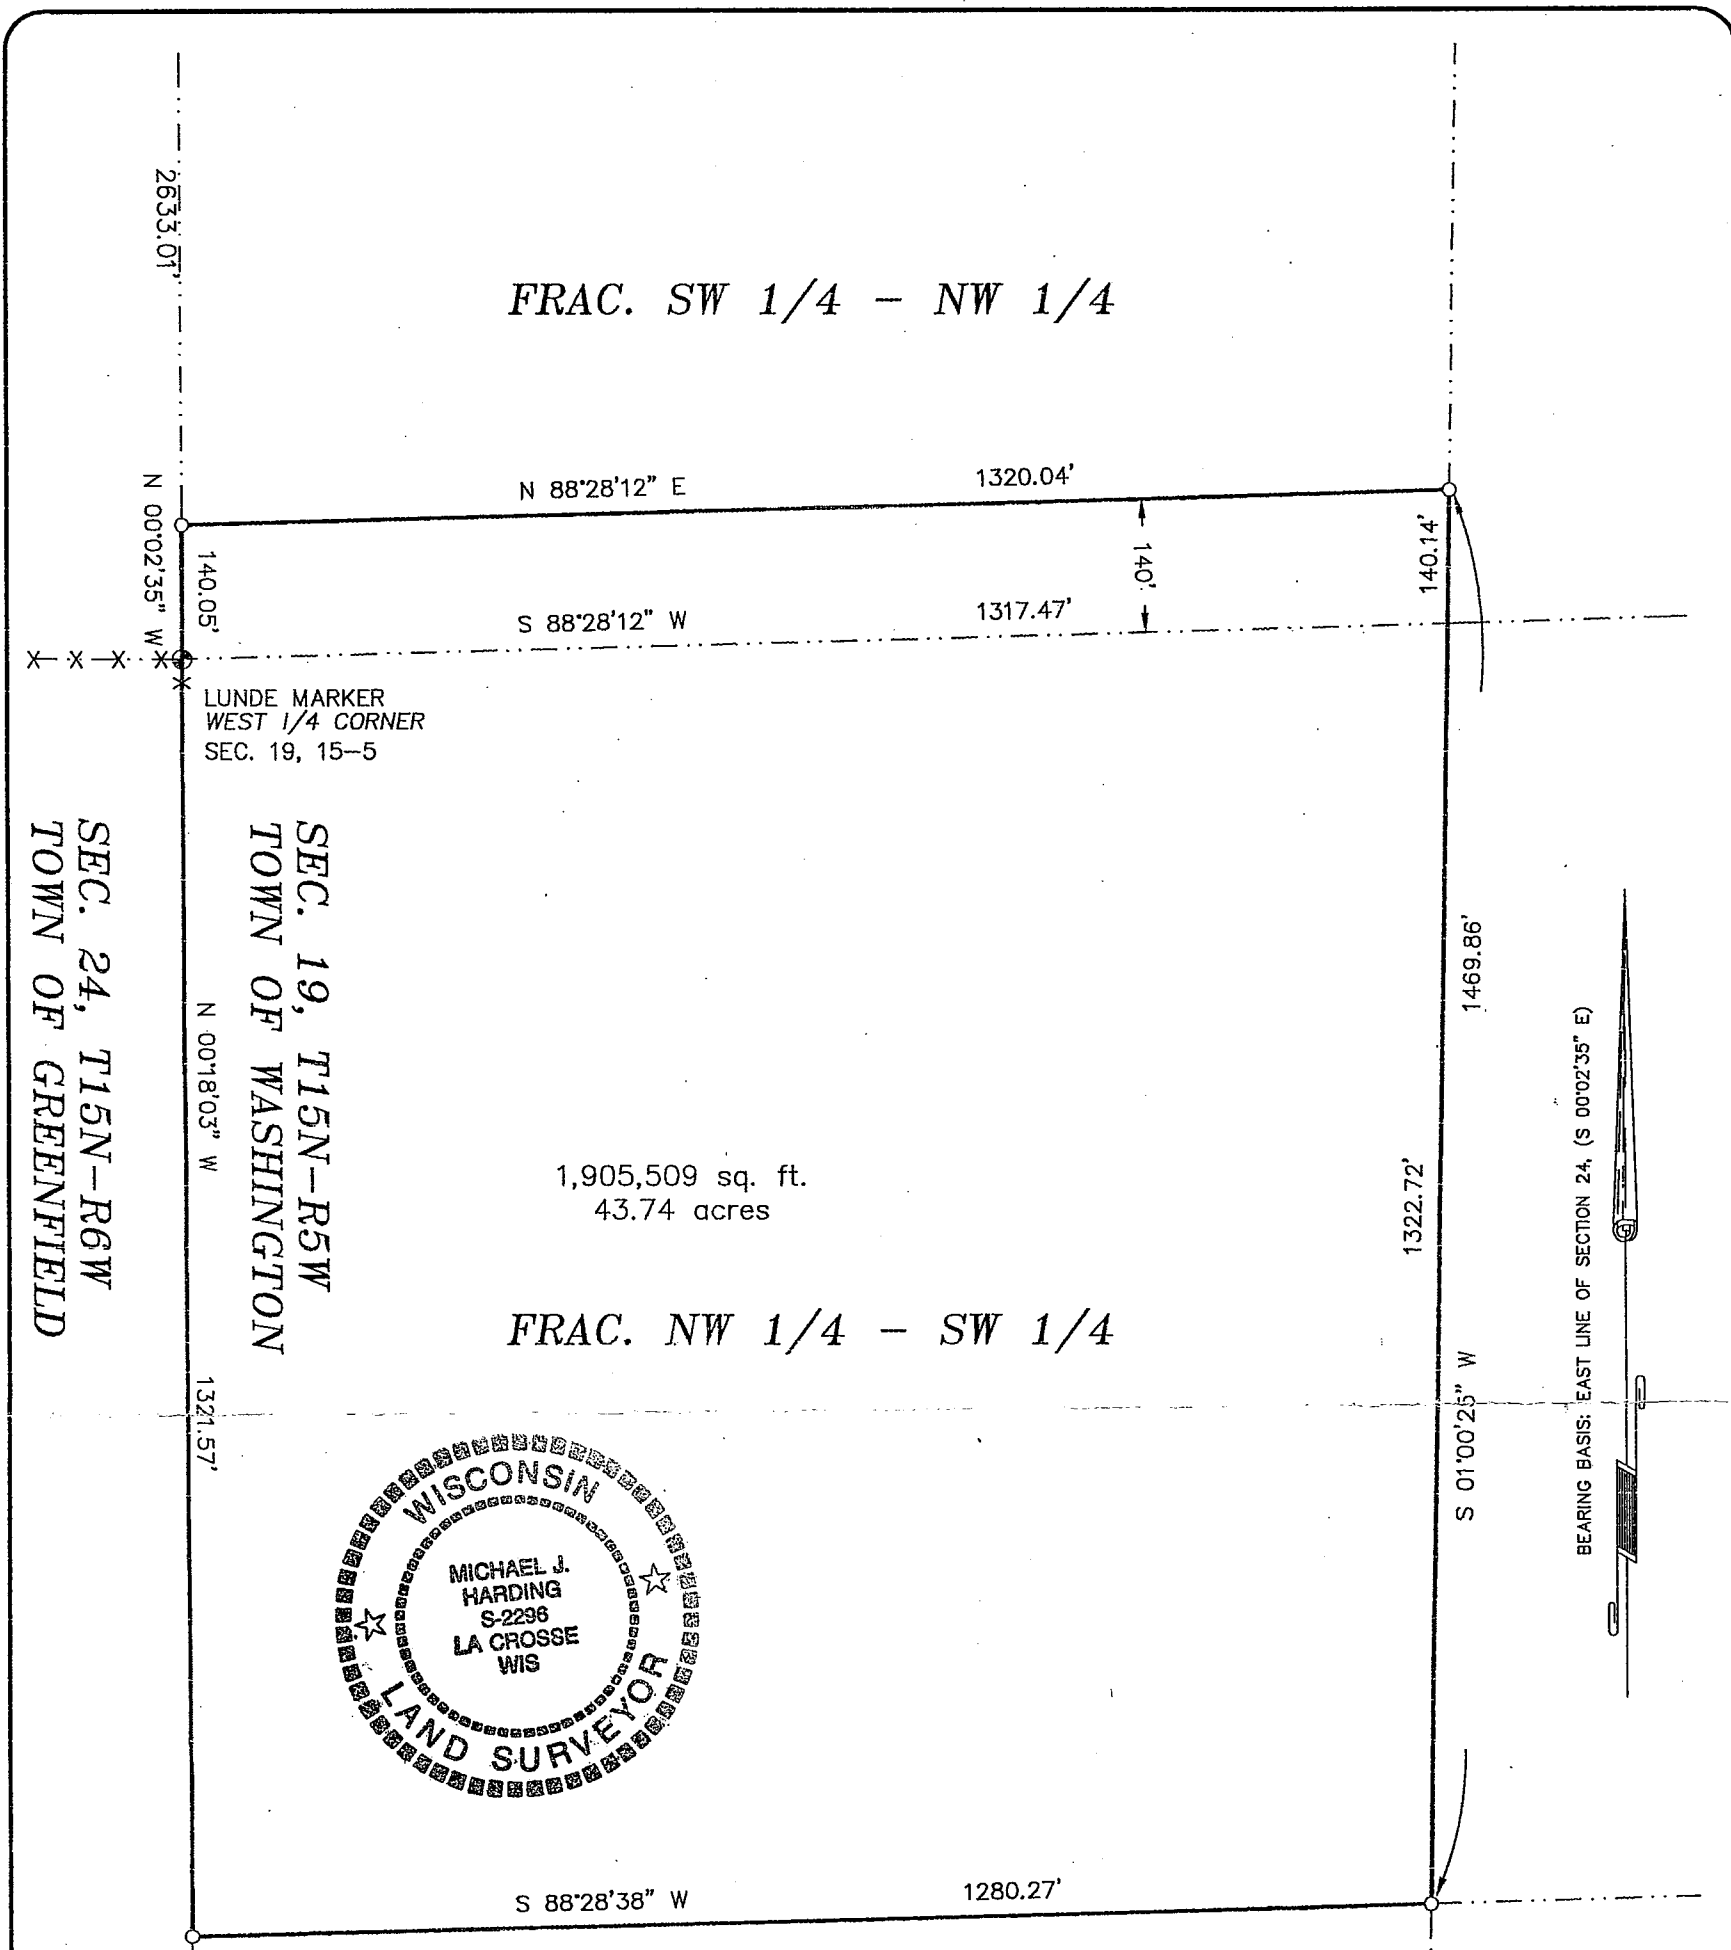 2633.01'
FRAC. SW 1/4 - NW 1/4
N 88°28'12" E
1320.04'
N 00°02'35" W
140.05'
140'
140.14'
S 88°28'12" W
1317.47'
LUNDE MARKER
WEST 1/4 CORNER
SEC. 19, 15-5
SEC. 24, T15N-R6W
TOWN OF GREENFIELD
SEC. 19, T15N-R5W
TOWN OF WASHINGTON
N 00°18'03" W
1321.57'
1,905,509 sq. ft.
43.74 acres
FRAC. NW 1/4 - SW 1/4
1469.86'
1322.72'
S 01°00'25" W
BEARING BASIS: EAST LINE OF SECTION 24, (S 00°02'35" E)
WISCONSIN
MICHAEL J.
HARDING
S-2296
LA CROSSE
WIS
LAND SURVEYOR
S 88°28'38" W
1280.27'